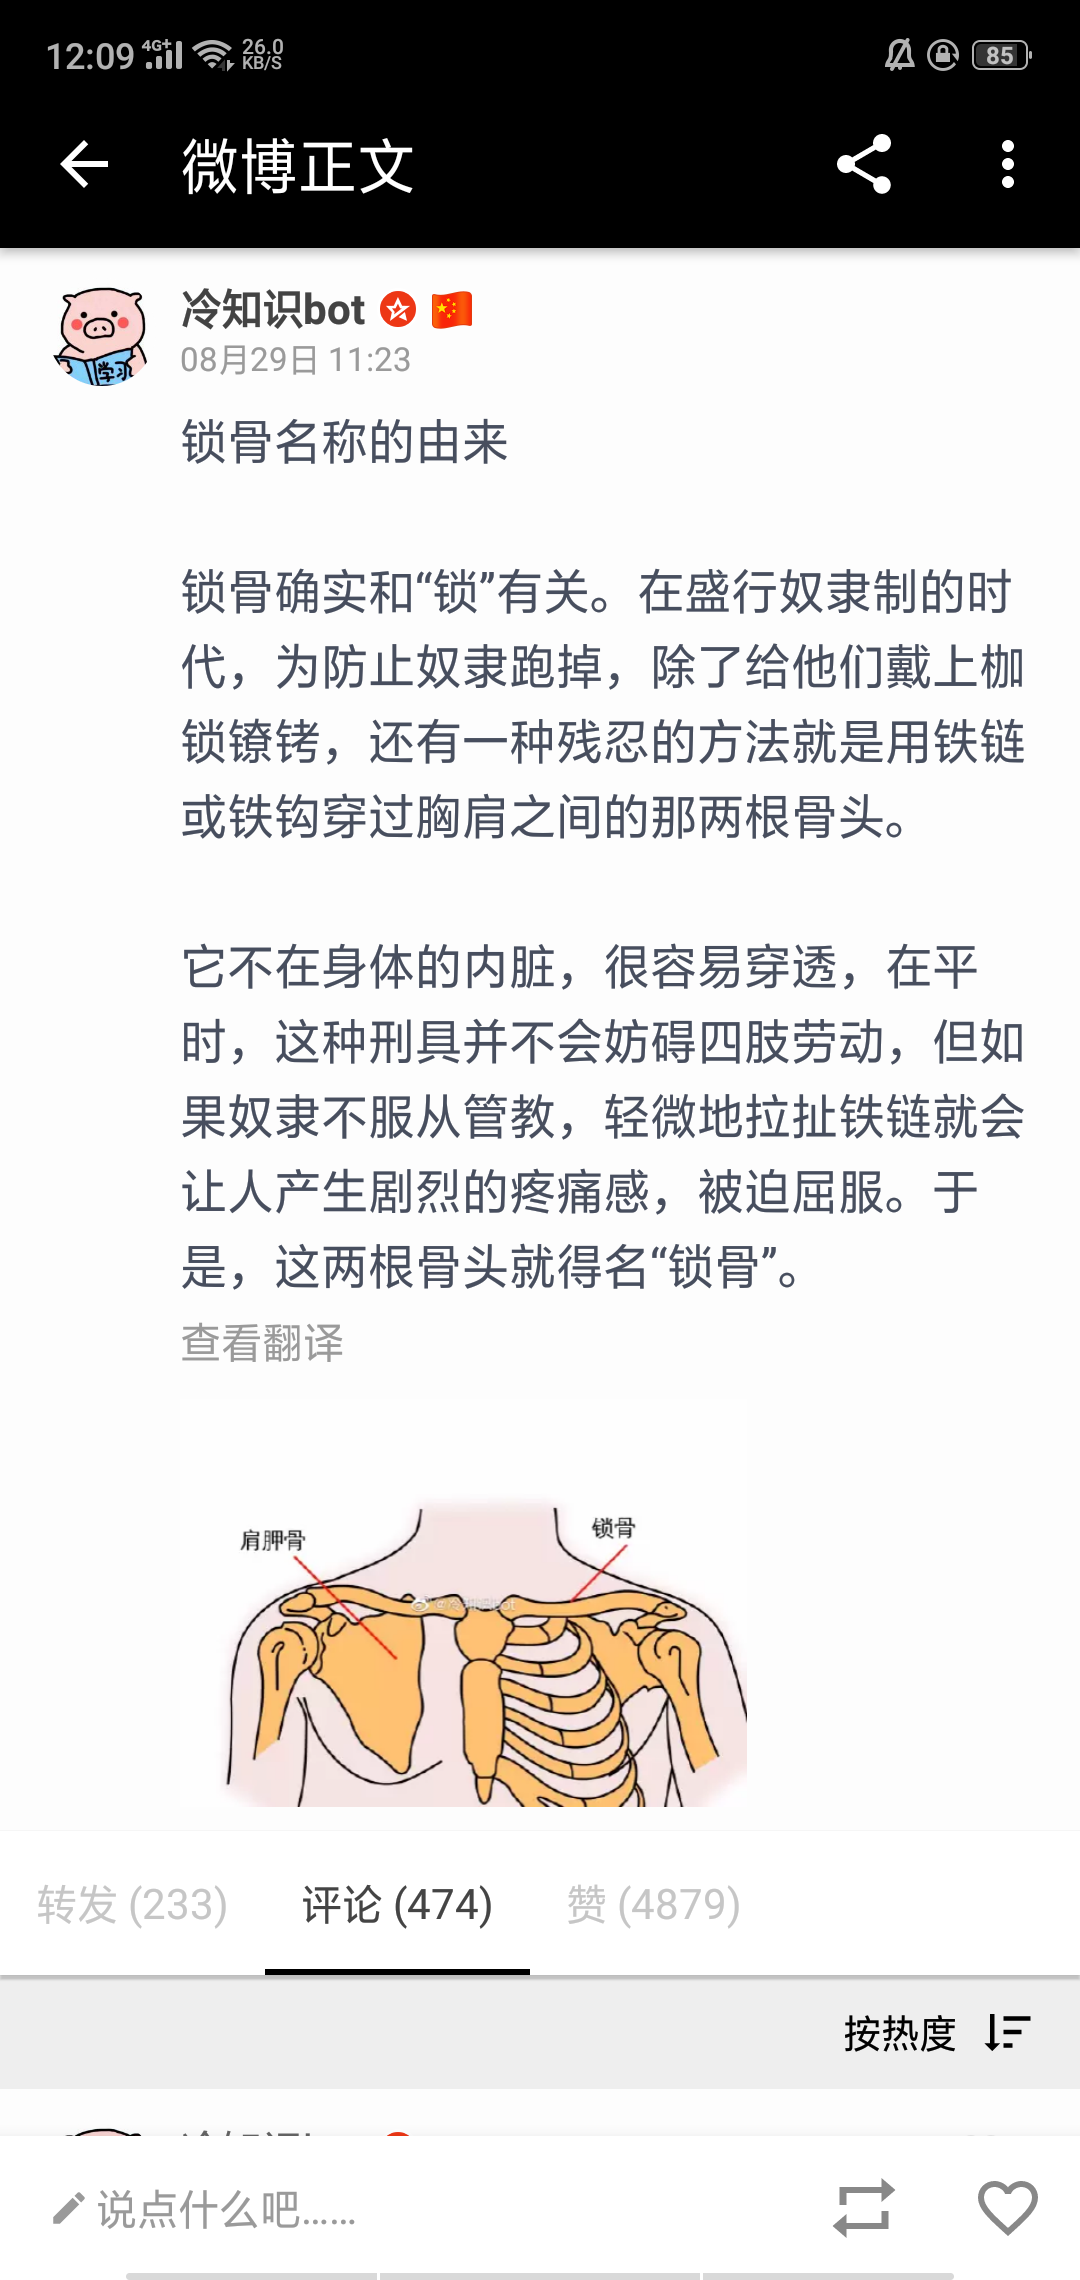 12:09 4G+ 26.0 KB/S 85
微博正文
冷知识bot
学习
08月29日 11:23
锁骨名称的由来
锁骨确实和“锁”有关。在盛行奴隶制的时
代，为防止奴隶跑掉，除了给他们戴上枷
锁镣铐，还有一种残忍的方法就是用铁链
或铁钩穿过胸肩之间的那两根骨头。
它不在身体的内脏，很容易穿透，在平
时，这种刑具并不会妨碍四肢劳动，但如
果奴隶不服从管教，轻微地拉扯铁链就会
让人产生剧烈的疼痛感，被迫屈服。于
是，这两根骨头就得名“锁骨”。
查看翻译
肩胛骨
锁骨
@冷知识bot
转发 (233) 评论 (474) 赞 (4879)
按热度
说点什么吧......